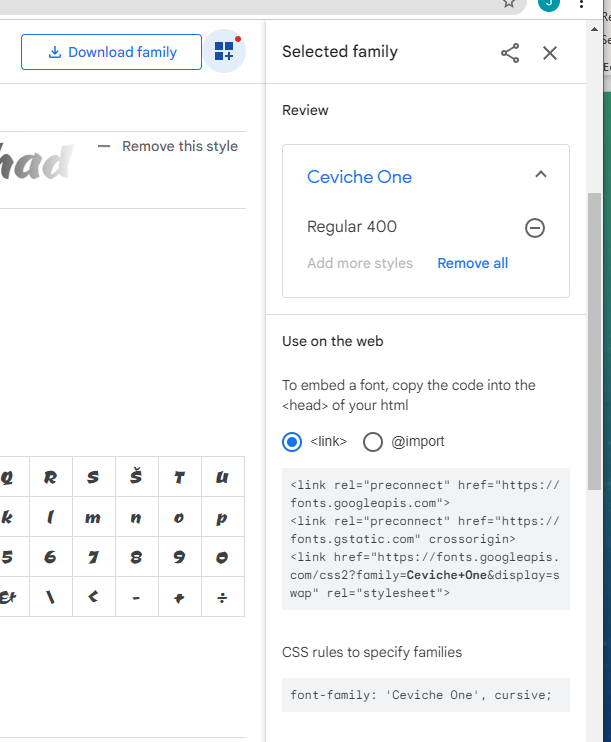 J
Download family
Selected family
Review
had
Remove this style
Ceviche One
Regular 400
Add more styles
Remove all
Use on the web
To embed a font, copy the code into the
<head> of your html
<link>
@import
<link rel="preconnect" href="https://
fonts.googleapis.com">
<link rel="preconnect" href="https://
fonts.gstatic.com" crossorigin>
<link href="https://fonts.googleapis.
com/css2?family=Ceviche+One&display=s
wap" rel="stylesheet">
Q R S Š T U
k l m n o p
5 6 7 8 9 0
& \ < - + ÷
CSS rules to specify families
font-family: 'Ceviche One', cursive;